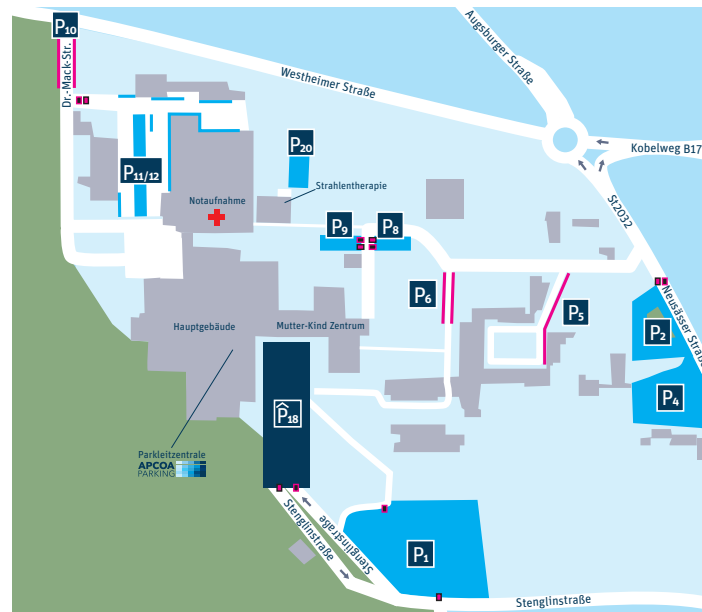 P10
Augsburger Straße
Westheimer Straße
Dr.-Mack-Str.
Kobelweg B17
P20
P11/12
Strahlentherapie
Notaufnahme
St2032
P9
P8
P6
Neusässer Straße
P5
Hauptgebäude
Mutter-Kind Zentrum
P2
P4
P18
Parkleitzentrale
APCOA
PARKING
Stenglinstraße
Stenglinstraße
P1
Stenglinstraße